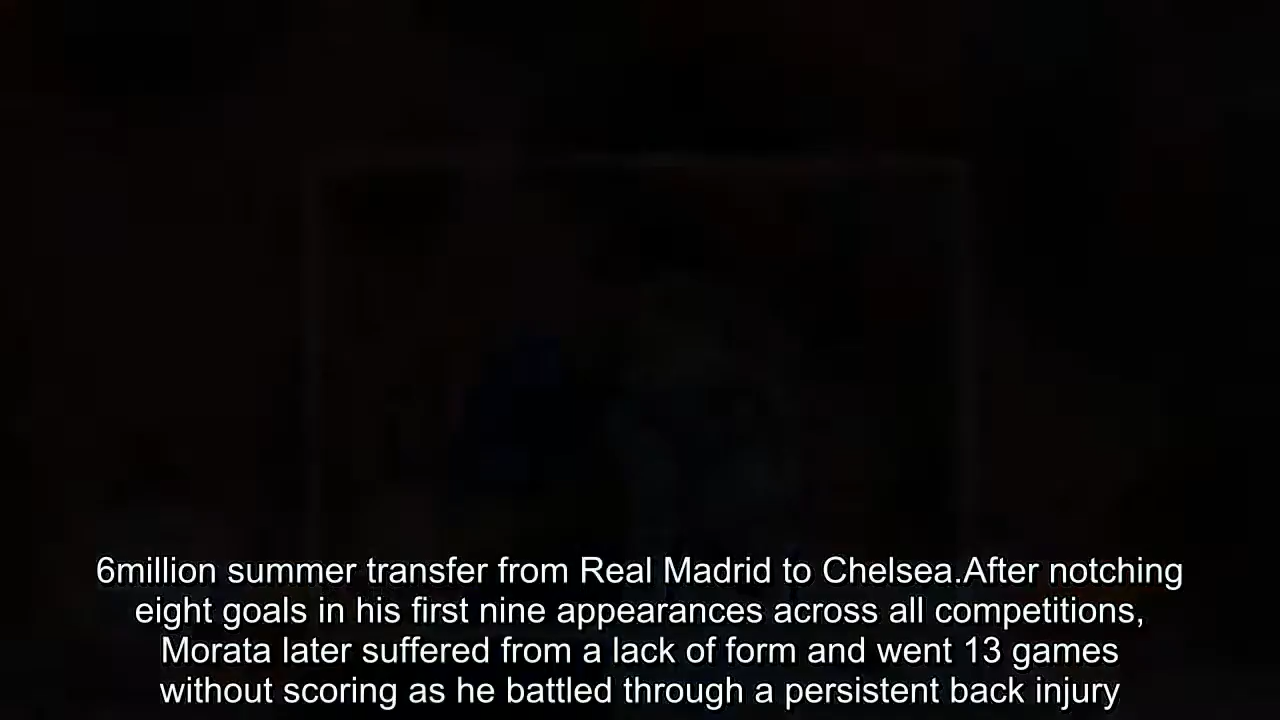 6million summer transfer from Real Madrid to Chelsea.After notching
eight goals in his first nine appearances across all competitions,
Morata later suffered from a lack of form and went 13 games
without scoring as he battled through a persistent back injury